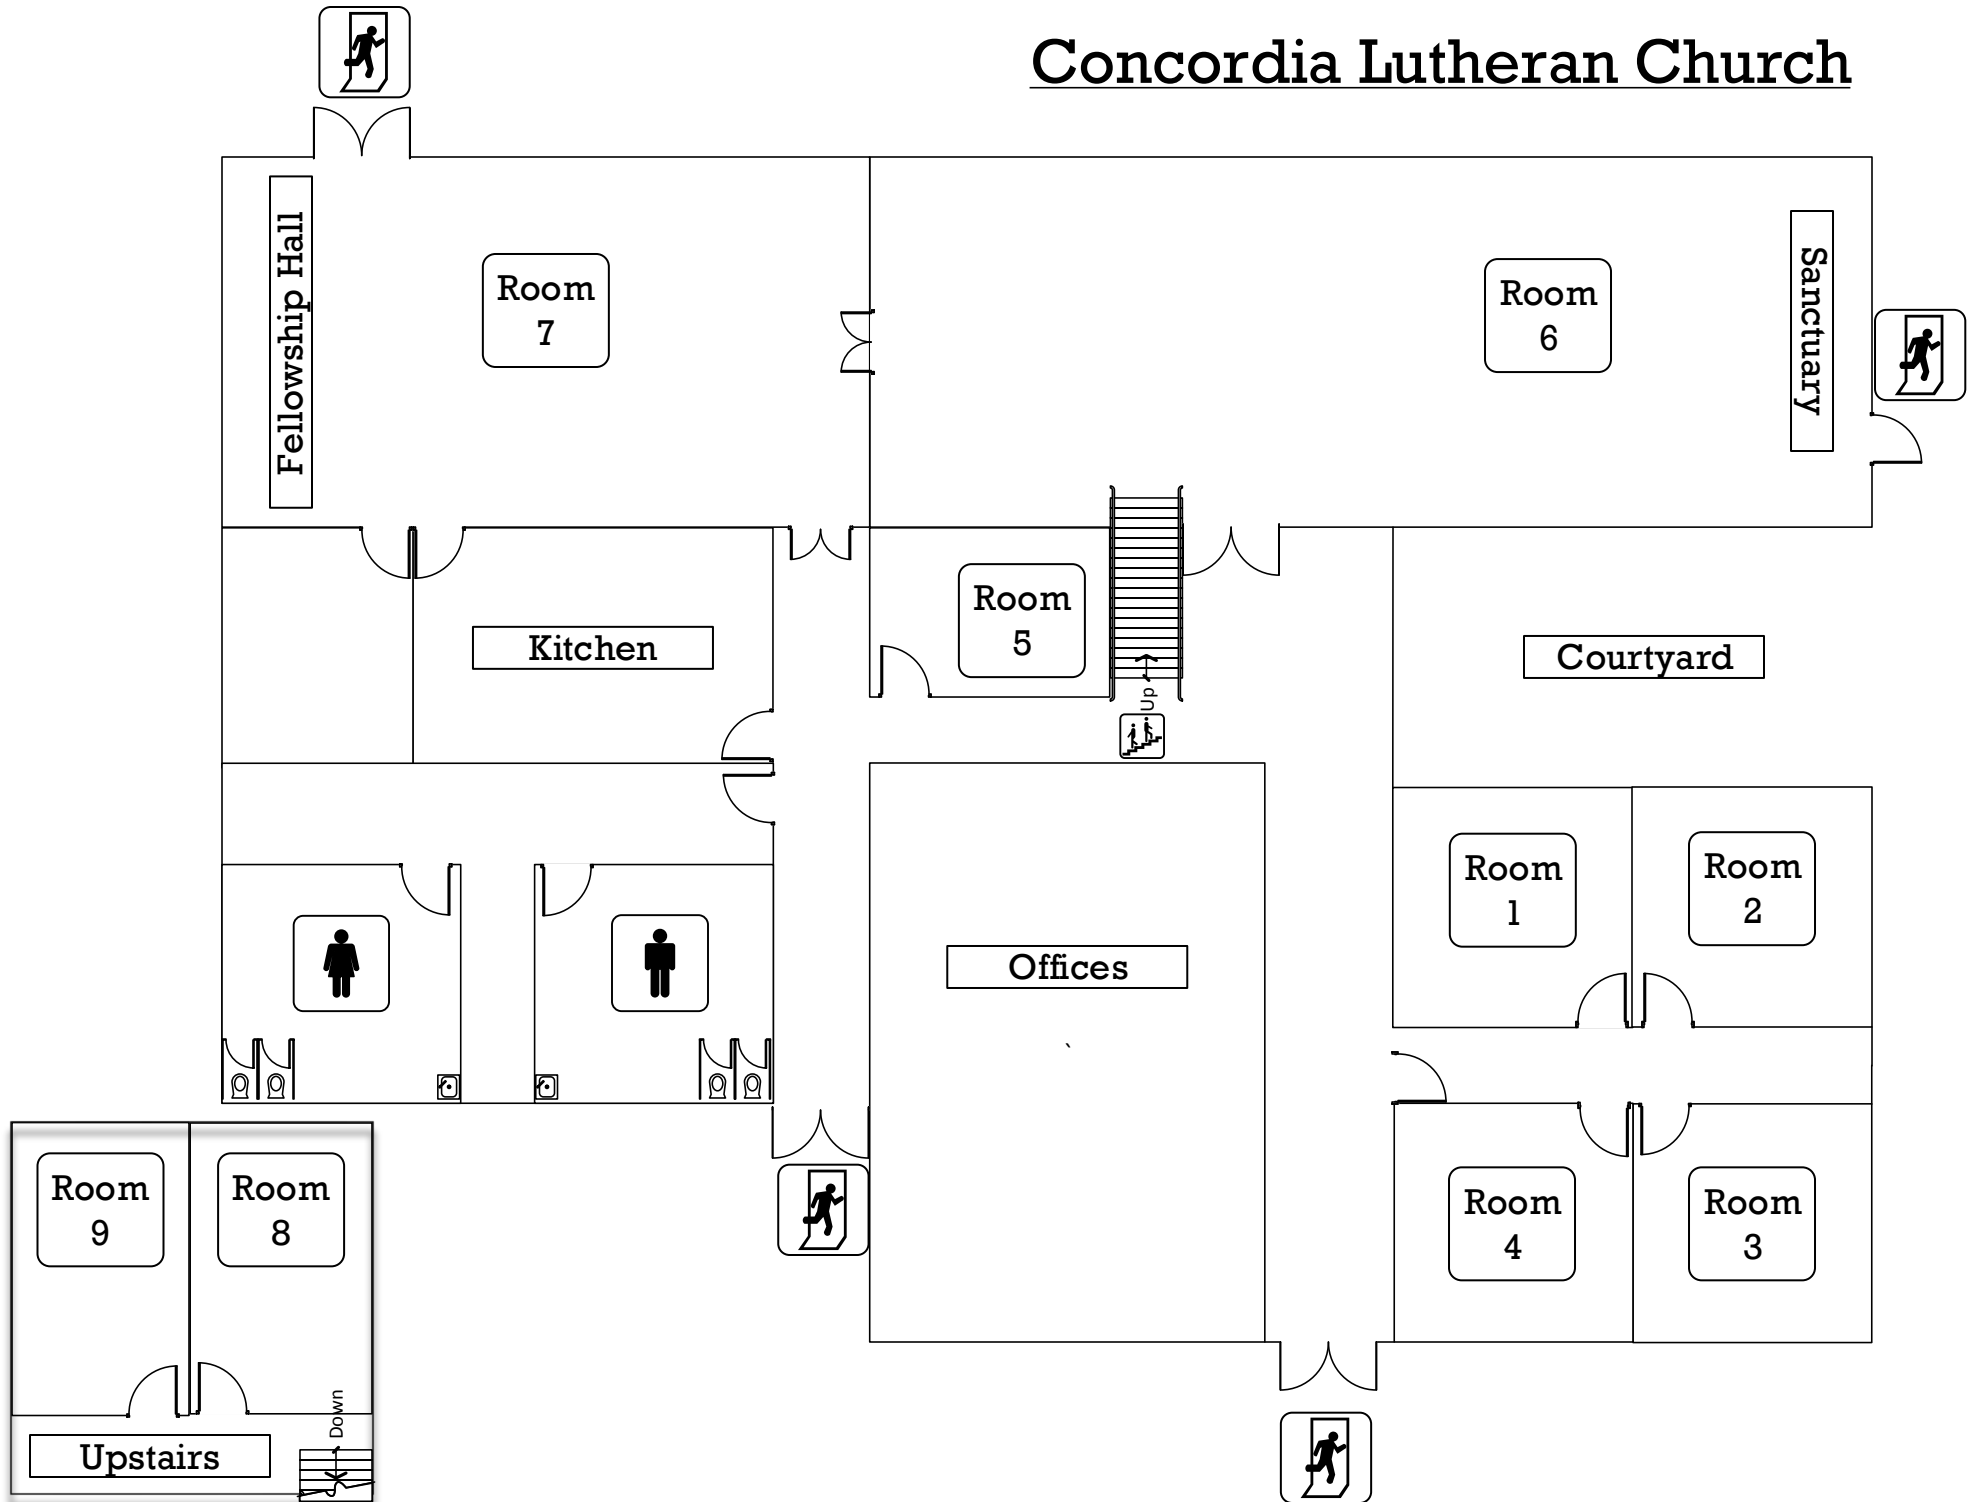 Concordia Lutheran Church
Fellowship Hall
Room
7
Room
6
Sanctuary
Room
5
Kitchen
Up
Courtyard
Room
1
Room
2
Offices
`
Room
9
Room
8
Room
4
Room
3
Down
Upstairs